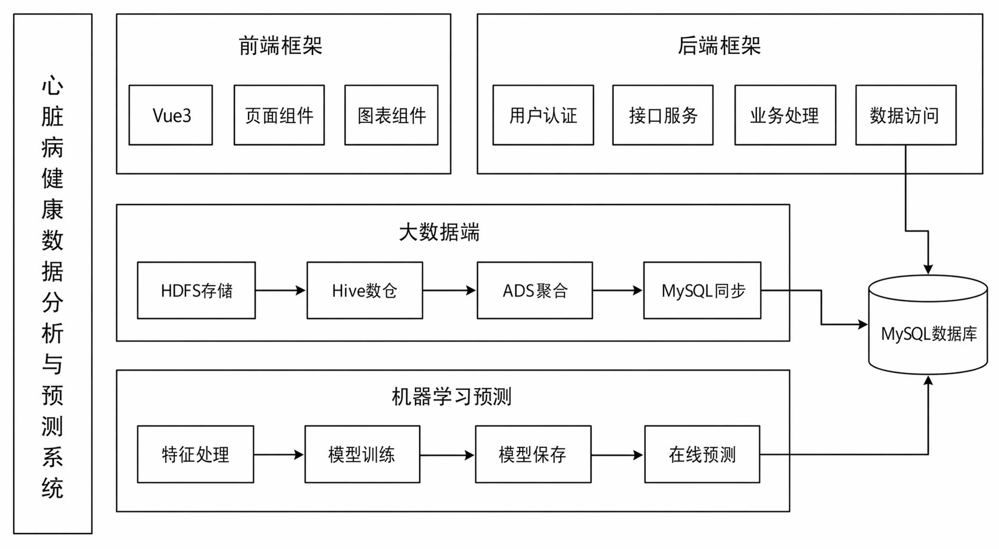 心脏病健康数据分析与预测系统
前端框架
Vue3
页面组件
图表组件
后端框架
用户认证
接口服务
业务处理
数据访问
大数据端
HDFS存储
Hive数仓
ADS聚合
MySQL同步
MySQL数据库
机器学习预测
特征处理
模型训练
模型保存
在线预测